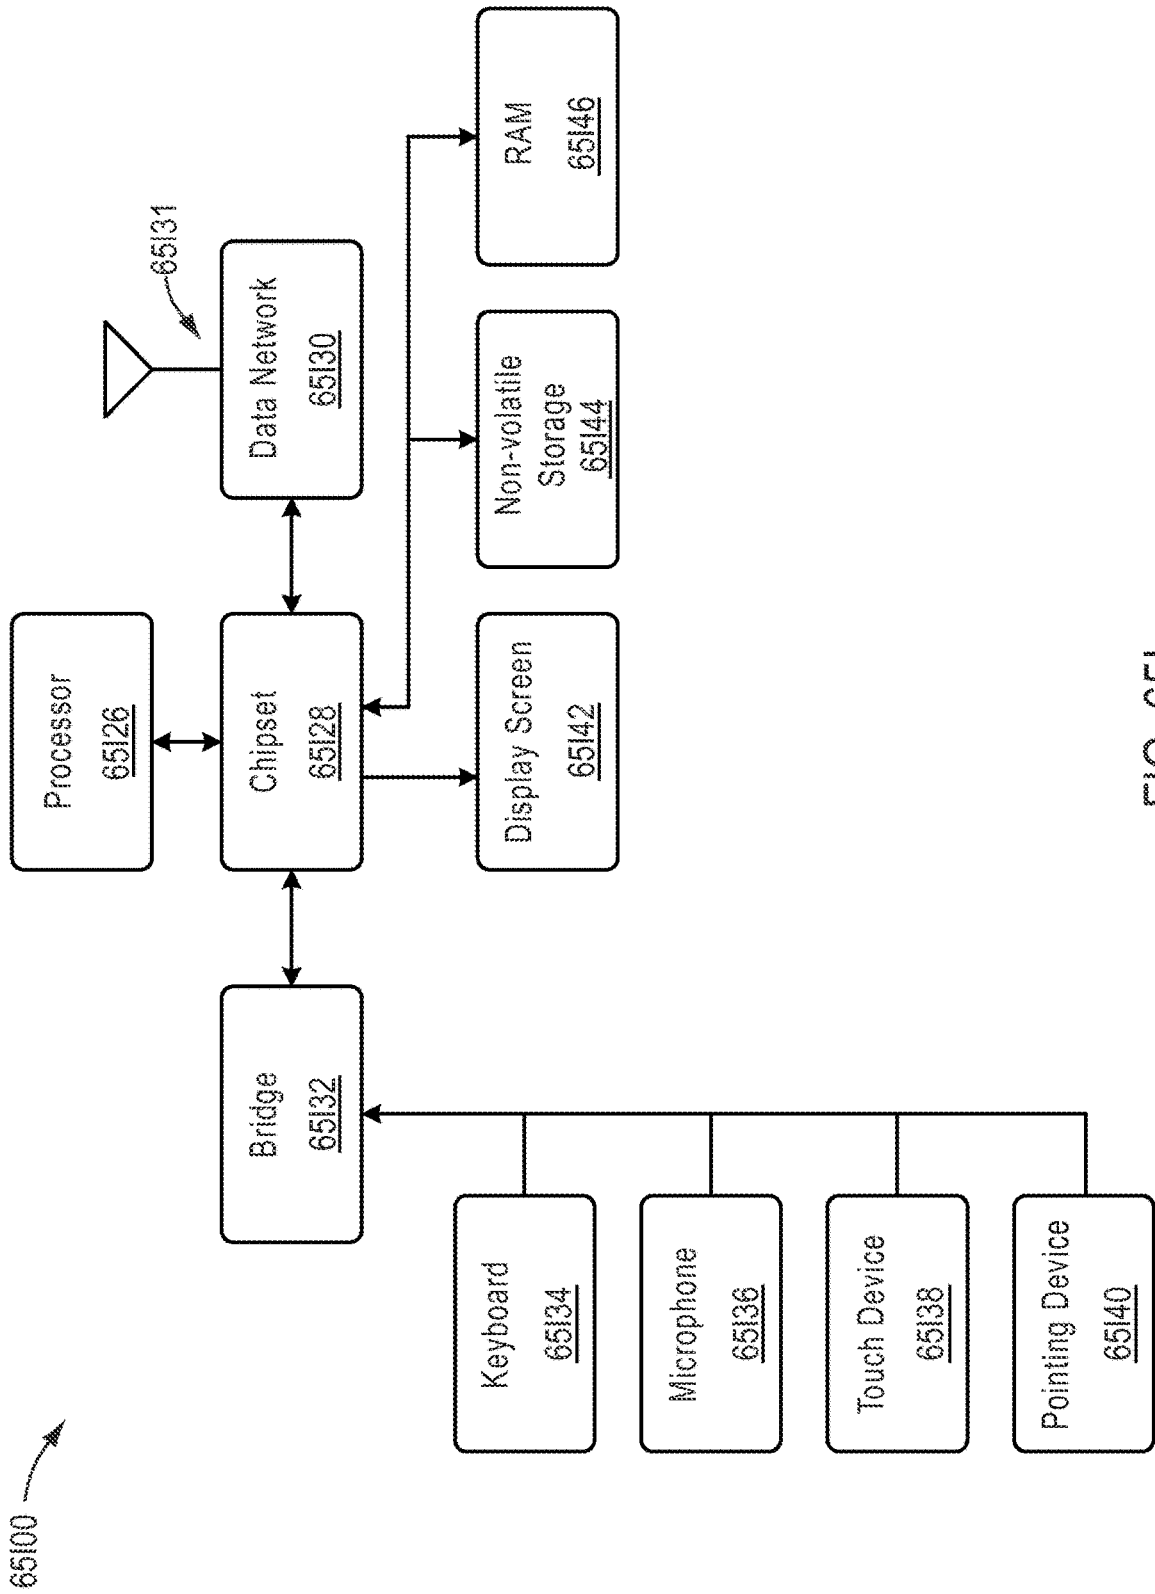 65I00
Processor
65I26
65I31
Bridge
65I32
Chipset
65I28
Data Network
65I30
Keyboard
65I34
Display Screen
65I42
Non-volatile
Storage
65I44
RAM
65I46
Microphone
65I36
Touch Device
65I38
Pointing Device
65I40